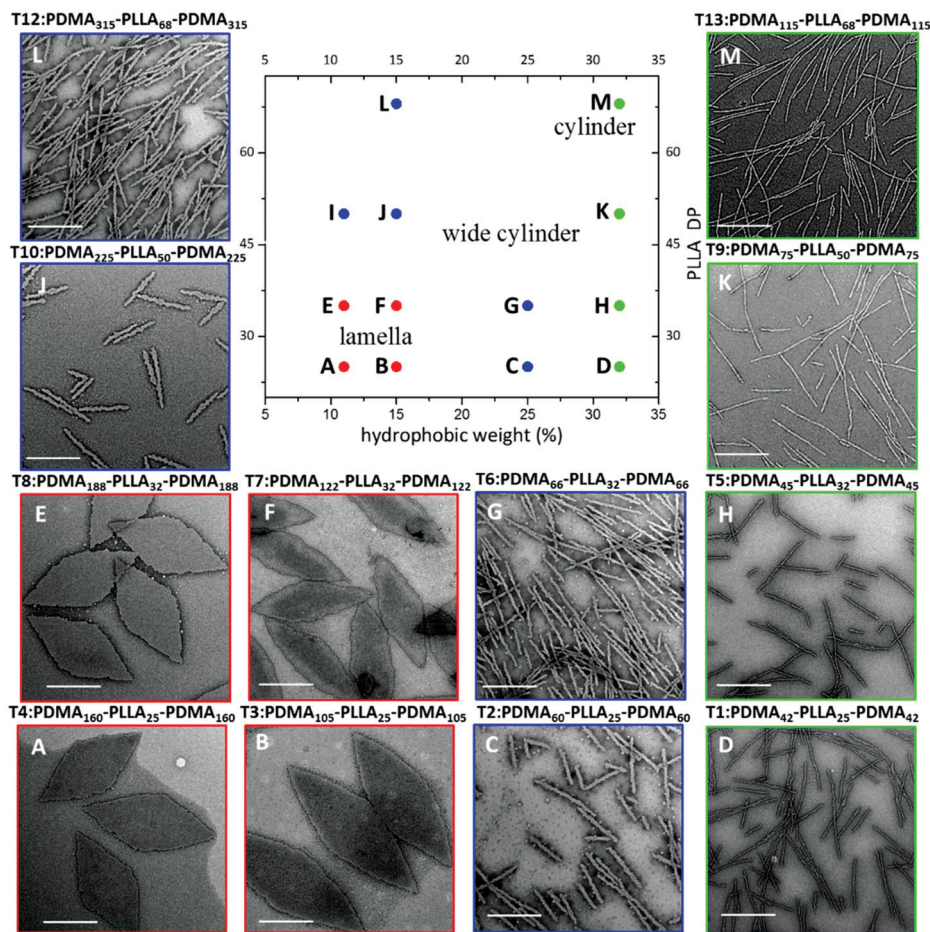 T12:PDMA₃₁₅-PLLA₆₈-PDMA₃₁₅
T13:PDMA₁₁₅-PLLA₆₈-PDMA₁₁₅
L
M
L
M
cylinder
60
60
I
J
K
wide cylinder
45
45
PLLA DP
T10:PDMA₂₂₅-PLLA₅₀-PDMA₂₂₅
T9:PDMA₇₅-PLLA₅₀-PDMA₇₅
J
K
E
F
G
H
lamella
30
30
A
B
C
D
5
10
15
20
25
30
35
5
10
15
20
25
30
35
hydrophobic weight (%)
T8:PDMA₁₈₈-PLLA₃₂-PDMA₁₈₈
T7:PDMA₁₂₂-PLLA₃₂-PDMA₁₂₂
T6:PDMA₆₆-PLLA₃₂-PDMA₆₆
T5:PDMA₄₅-PLLA₃₂-PDMA₄₅
E
F
G
H
T4:PDMA₁₆₀-PLLA₂₅-PDMA₁₆₀
T3:PDMA₁₀₅-PLLA₂₅-PDMA₁₀₅
T2:PDMA₆₀-PLLA₂₅-PDMA₆₀
T1:PDMA₄₂-PLLA₂₅-PDMA₄₂
A
B
C
D